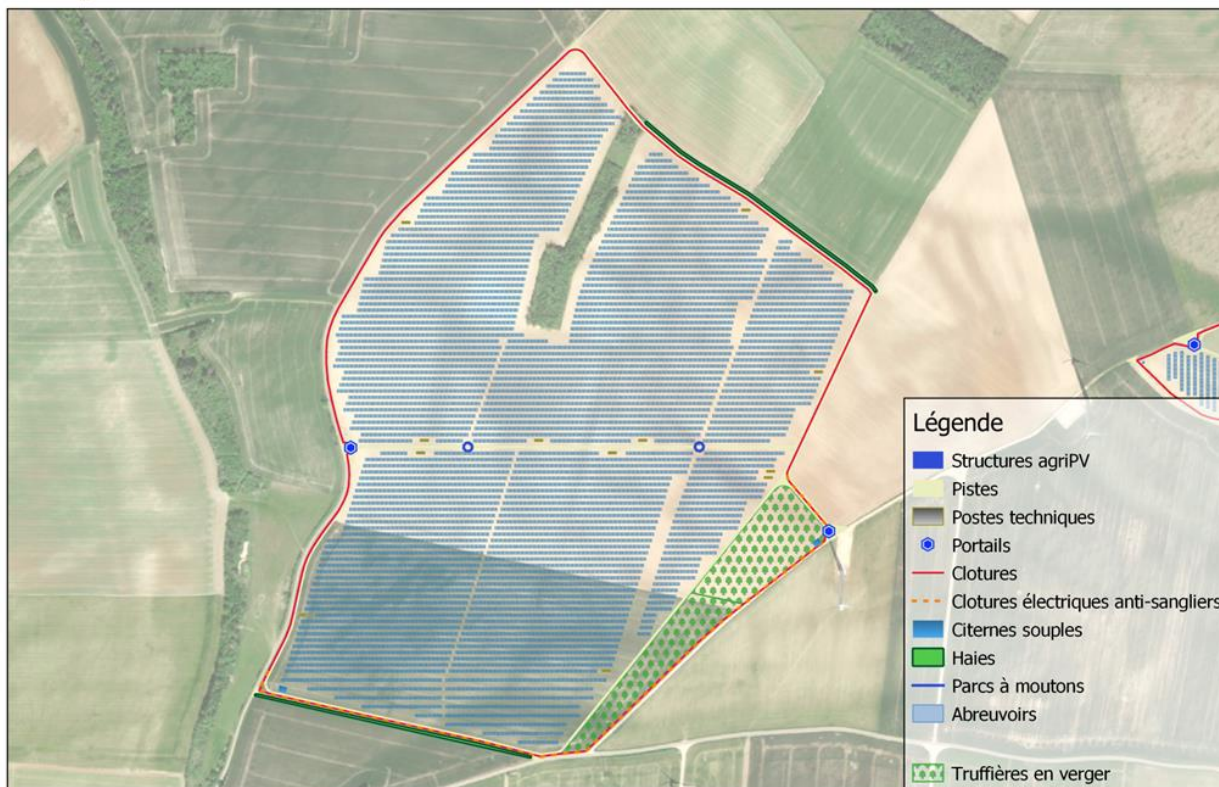 Légende
Structures agriPV
Pistes
Postes techniques
Portails
Clotures
Clotures électriques anti-sangliers
Citernes souples
Haies
Parcs à moutons
Abreuvoirs
Truffières en verger